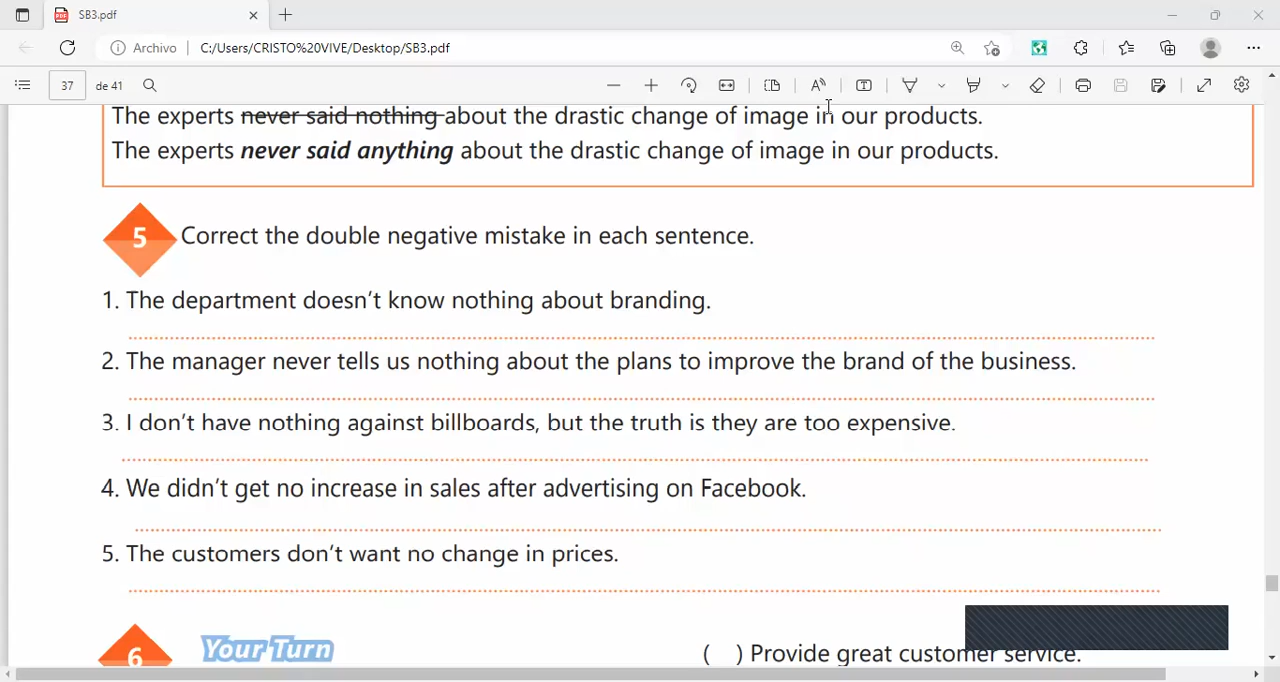 SB3.pdf
Archivo C:/Users/CRISTO%20VIVE/Desktop/SB3.pdf
37 de 41
The experts never said nothing about the drastic change of image in our products.
The experts never said anything about the drastic change of image in our products.
5 Correct the double negative mistake in each sentence.
1. The department doesn't know nothing about branding.
2. The manager never tells us nothing about the plans to improve the brand of the business.
3. I don't have nothing against billboards, but the truth is they are too expensive.
4. We didn't get no increase in sales after advertising on Facebook.
5. The customers don't want no change in prices.
6 Your Turn
( ) Provide great customer service.